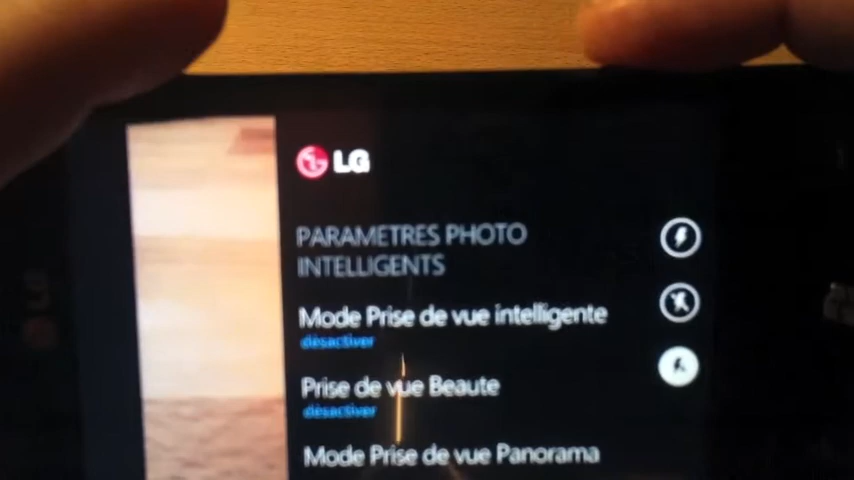 LG
PARAMETRES PHOTO
INTELLIGENTS
Mode Prise de vue intelligente
désactiver
Prise de vue Beaute
désactiver
Mode Prise de vue Panorama